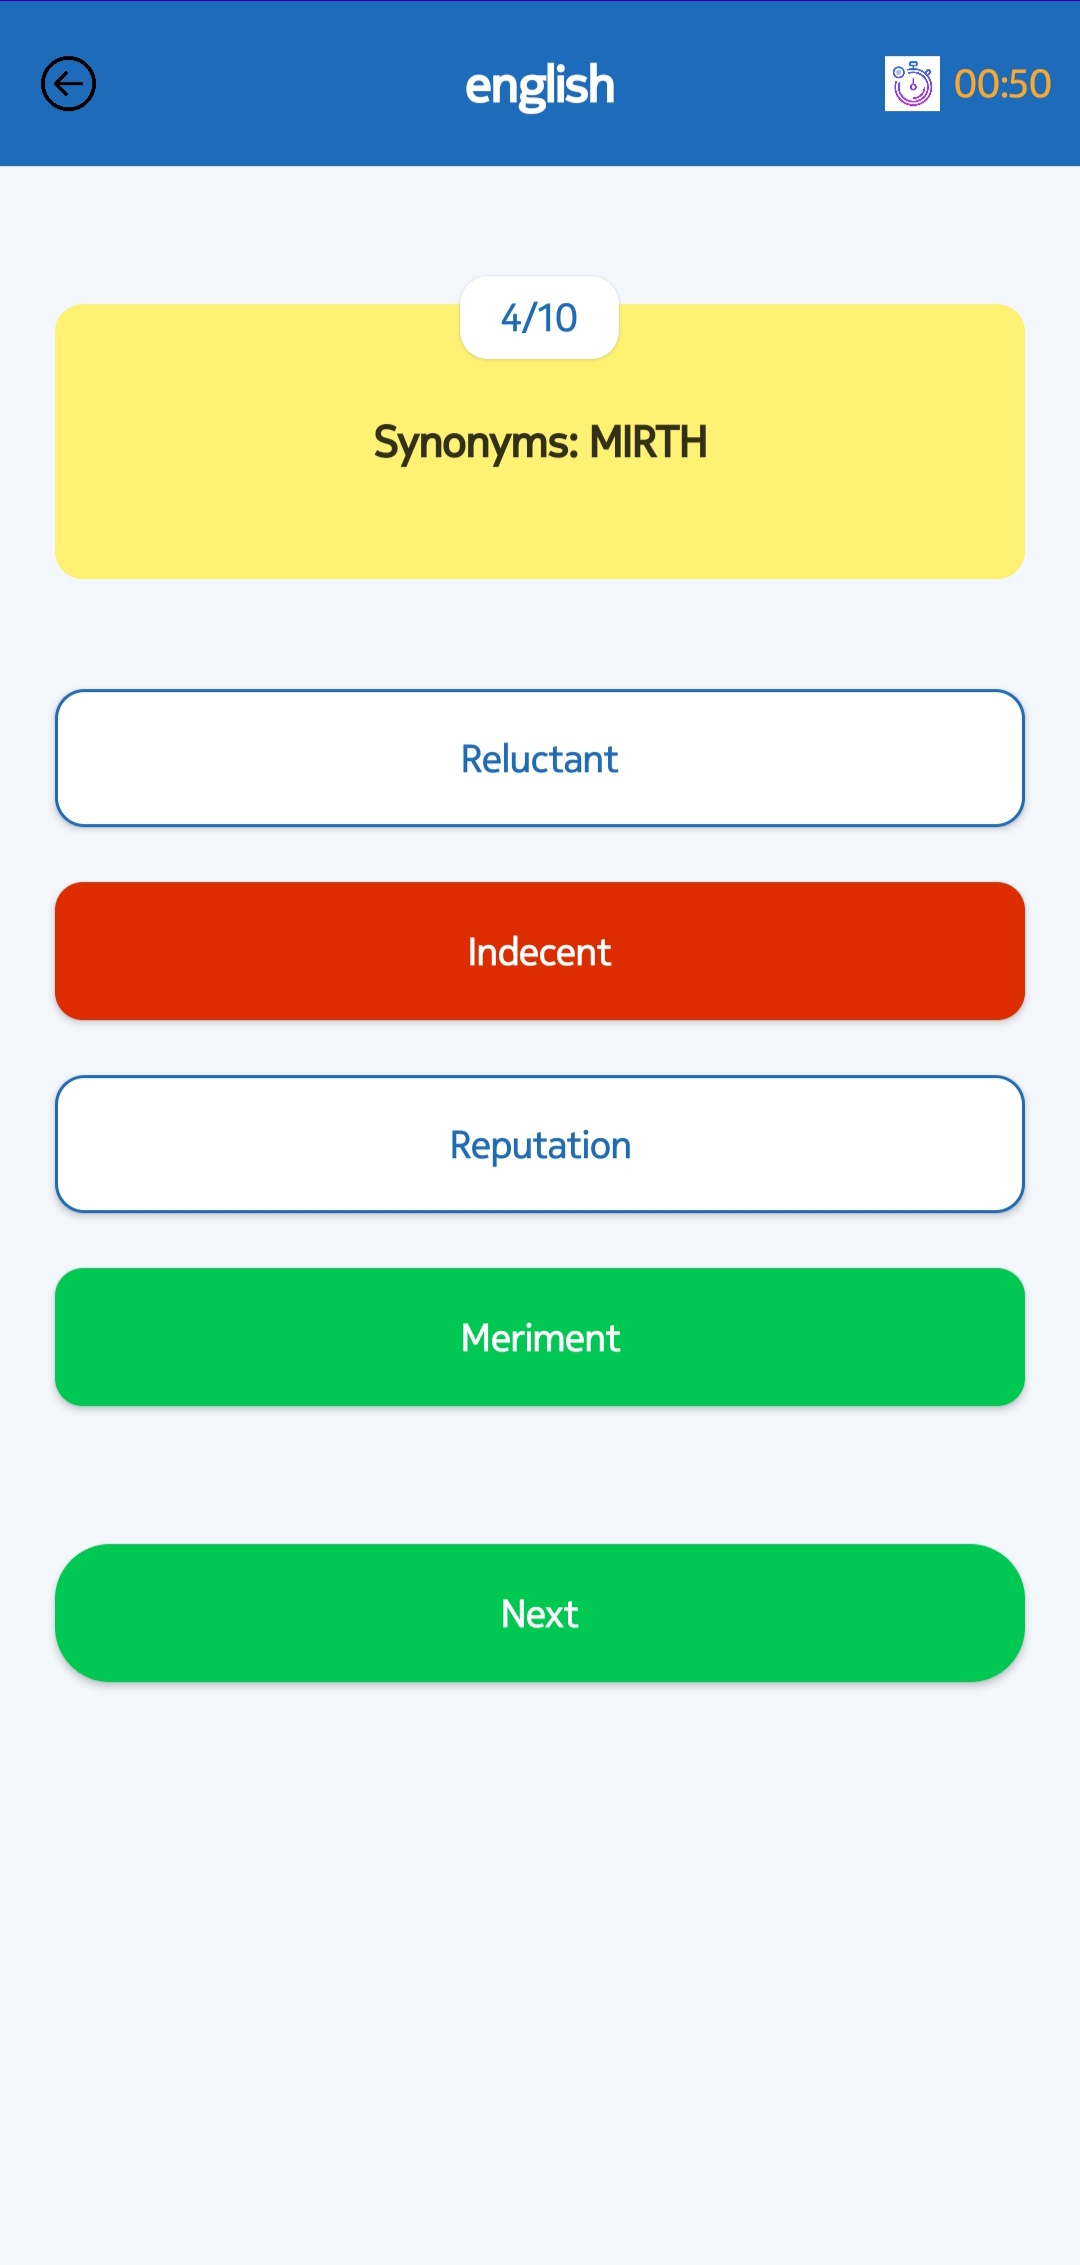 english
00:50
4/10
Synonyms: MIRTH
Reluctant
Indecent
Reputation
Meriment
Next